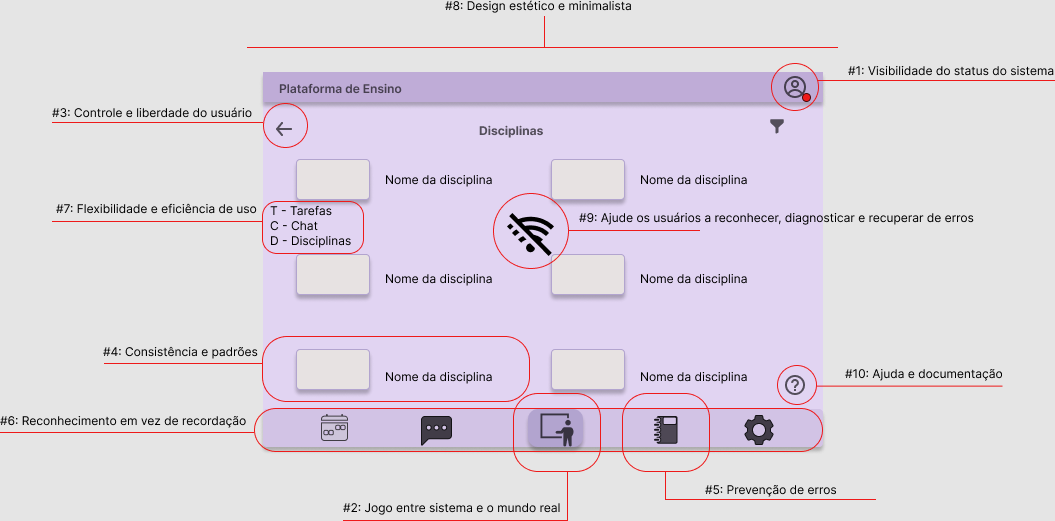 #8: Design estético e minimalista
#1: Visibilidade do status do sistema
Plataforma de Ensino
#3: Controle e liberdade do usuário
Disciplinas
Nome da disciplina
Nome da disciplina
#7: Flexibilidade e eficiência de uso
T - Tarefas
C - Chat
D - Disciplinas
#9: Ajude os usuários a reconhecer, diagnosticar e recuperar de erros
Nome da disciplina
Nome da disciplina
#4: Consistência e padrões
Nome da disciplina
Nome da disciplina
#10: Ajuda e documentação
#6: Reconhecimento em vez de recordação
#5: Prevenção de erros
#2: Jogo entre sistema e o mundo real